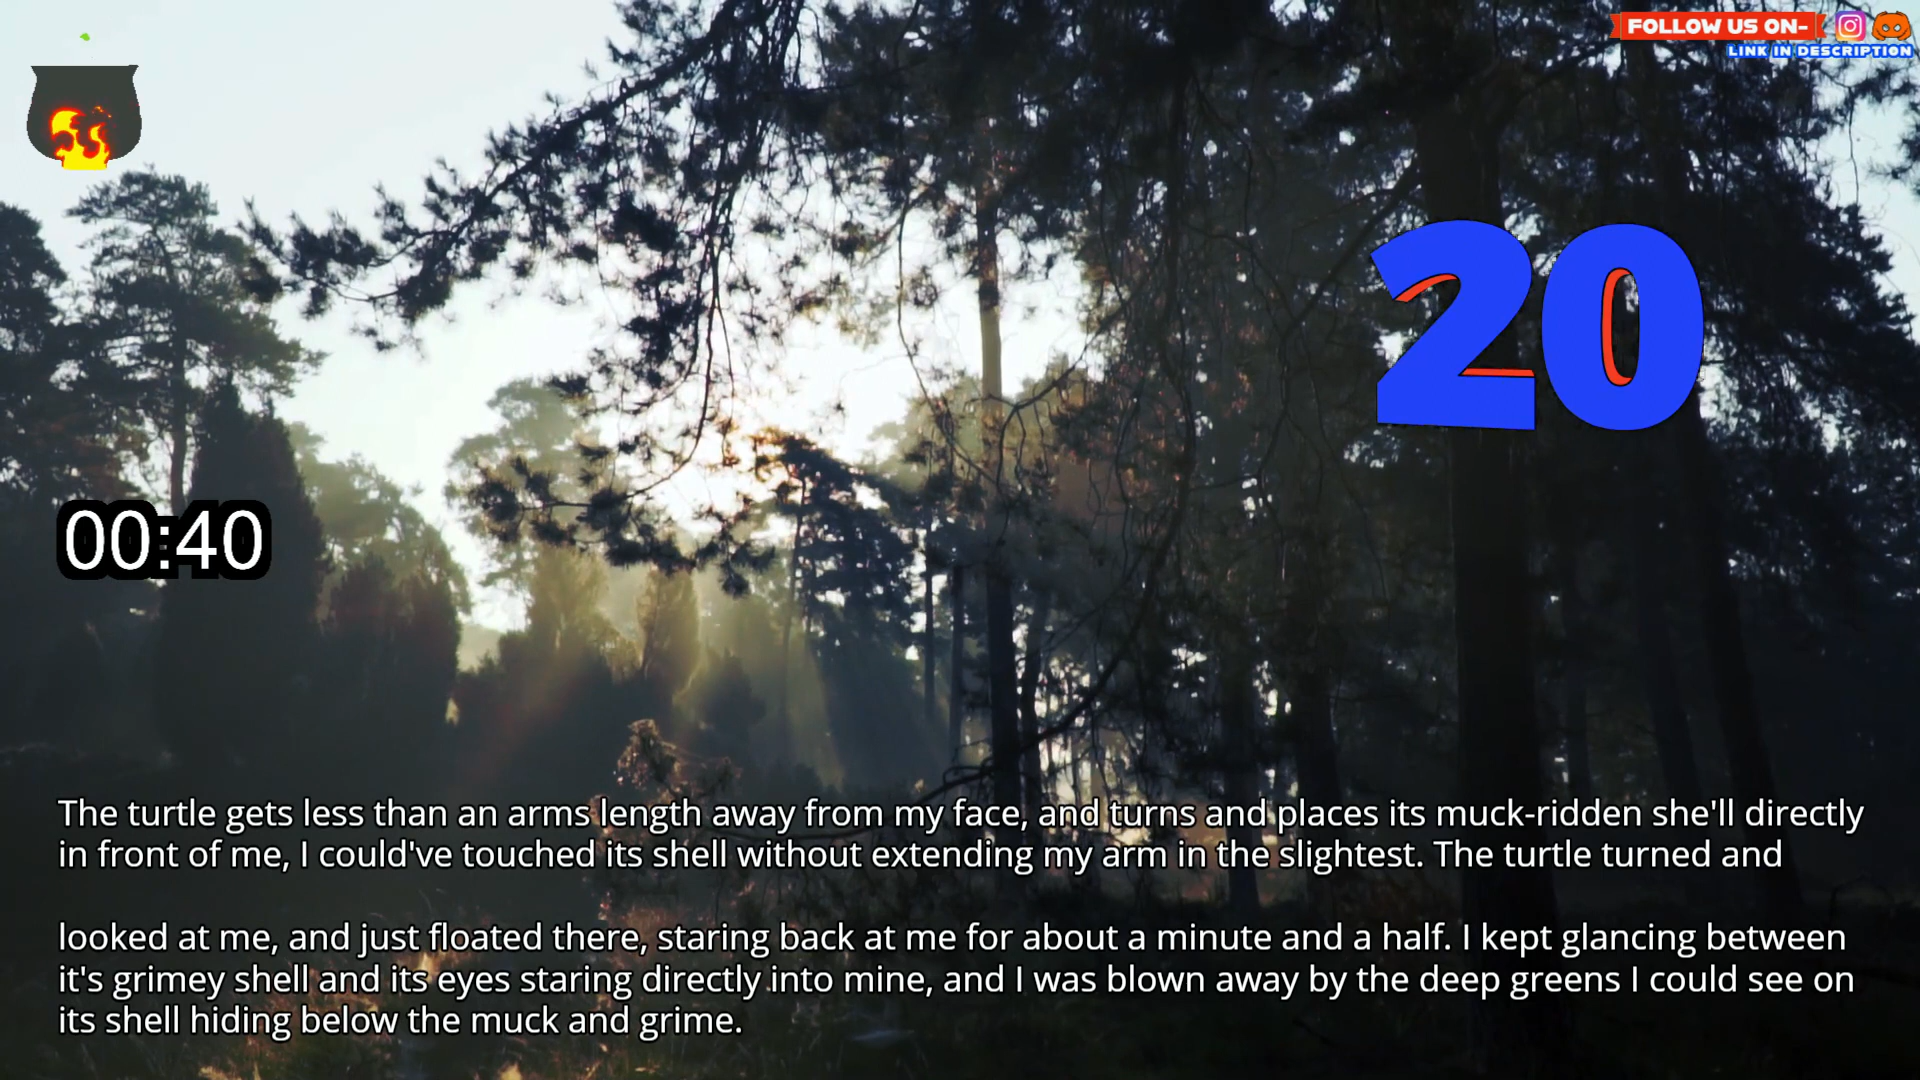 FOLLOW US ON-
LINK IN DESCRIPTION
20
00:40
The turtle gets less than an arms length away from my face, and turns and places its muck-ridden she'll directly
in front of me, I could've touched its shell without extending my arm in the slightest. The turtle turned and
looked at me, and just floated there, staring back at me for about a minute and a half. I kept glancing between
it's grimey shell and its eyes staring directly into mine, and I was blown away by the deep greens I could see on
its shell hiding below the muck and grime.